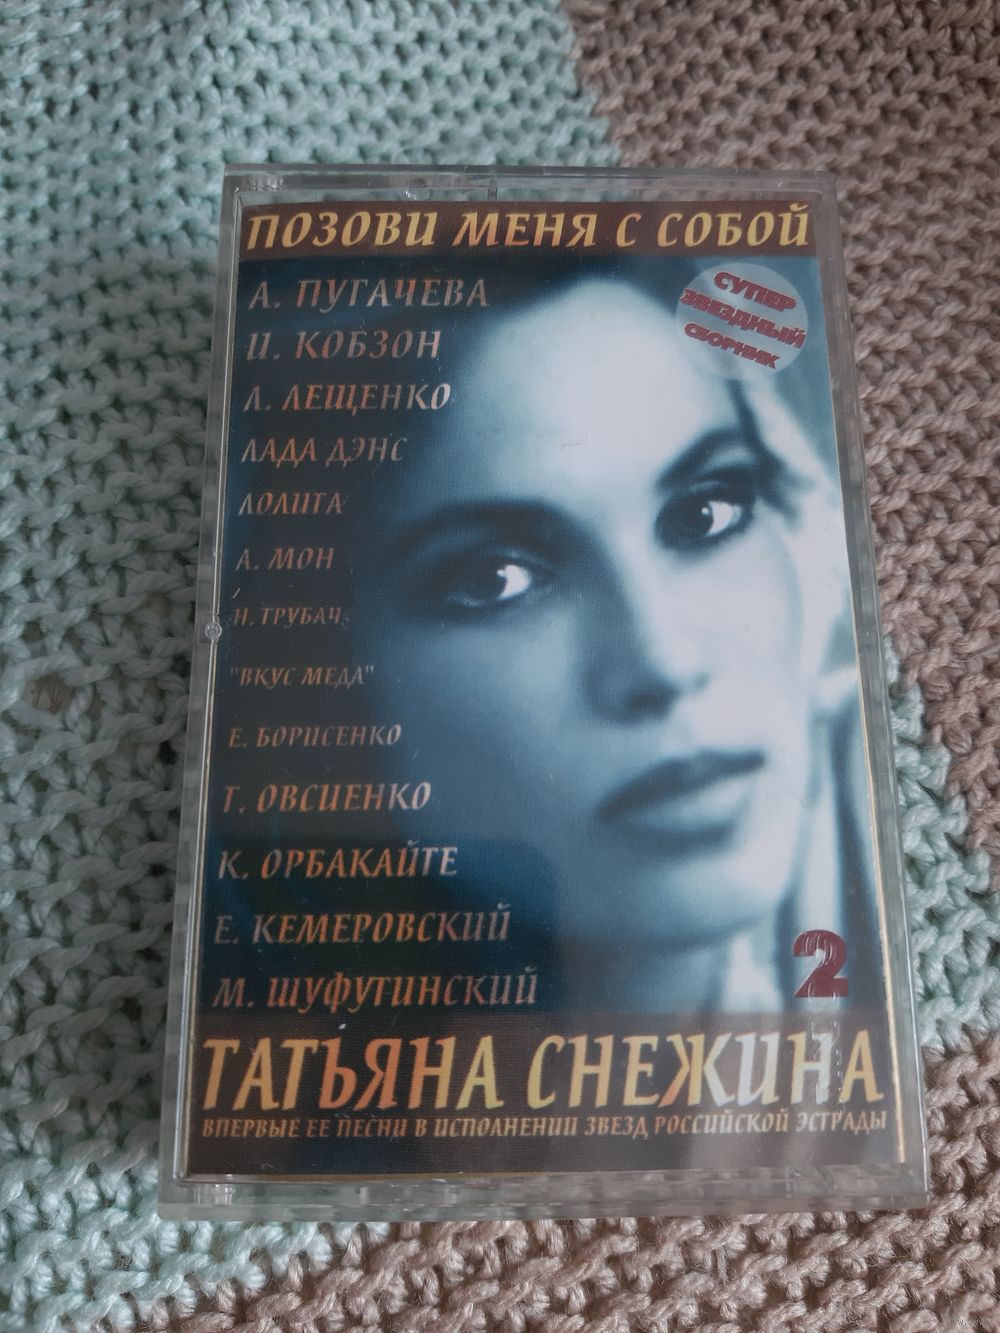 ПОЗОВИ МЕНЯ С СОБОЙ
СУПЕР
ЗВЕЗДНЫЙ
СБОРНИК
А. ПУГАЧЕВА
И. КОБЗОН
Л. ЛЕЩЕНКО
ЛАДА ДЭНС
ЛОЛИТА
А. МОН
Н. ТРУБАЧ
"ВКУС МЕДА"
Е. БОРИСЕНКО
Т. ОВСИЕНКО
К. ОРБАКАЙТЕ
Е. КЕМЕРОВСКИЙ
М. ШУФУТИНСКИЙ
2
ТАТЬЯНА СНЕЖИНА
ВПЕРВЫЕ ЕЕ ПЕСНИ В ИСПОЛНЕНИИ ЗВЕЗД РОССИЙСКОЙ ЭСТРАДЫ